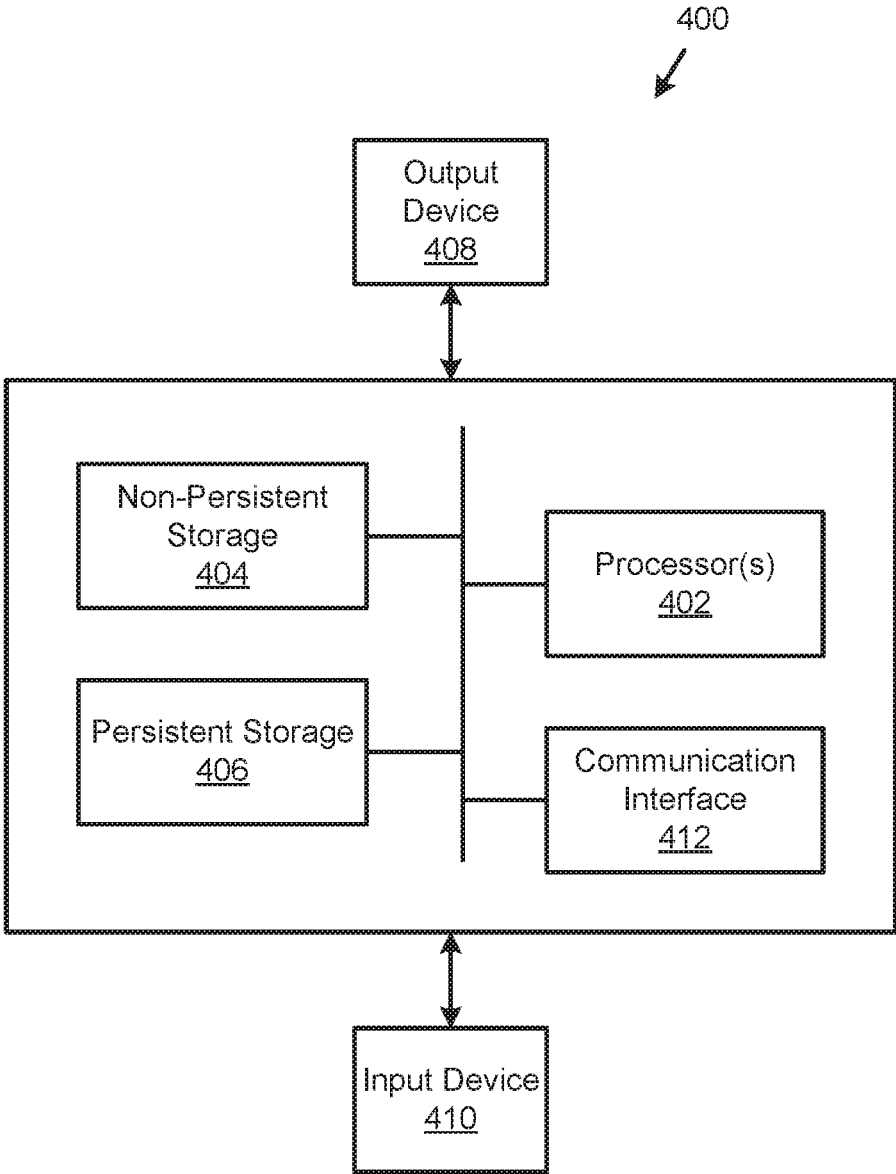 400
Output
Device
408
Non-Persistent
Storage
404
Processor(s)
402
Persistent Storage
406
Communication
Interface
412
Input Device
410